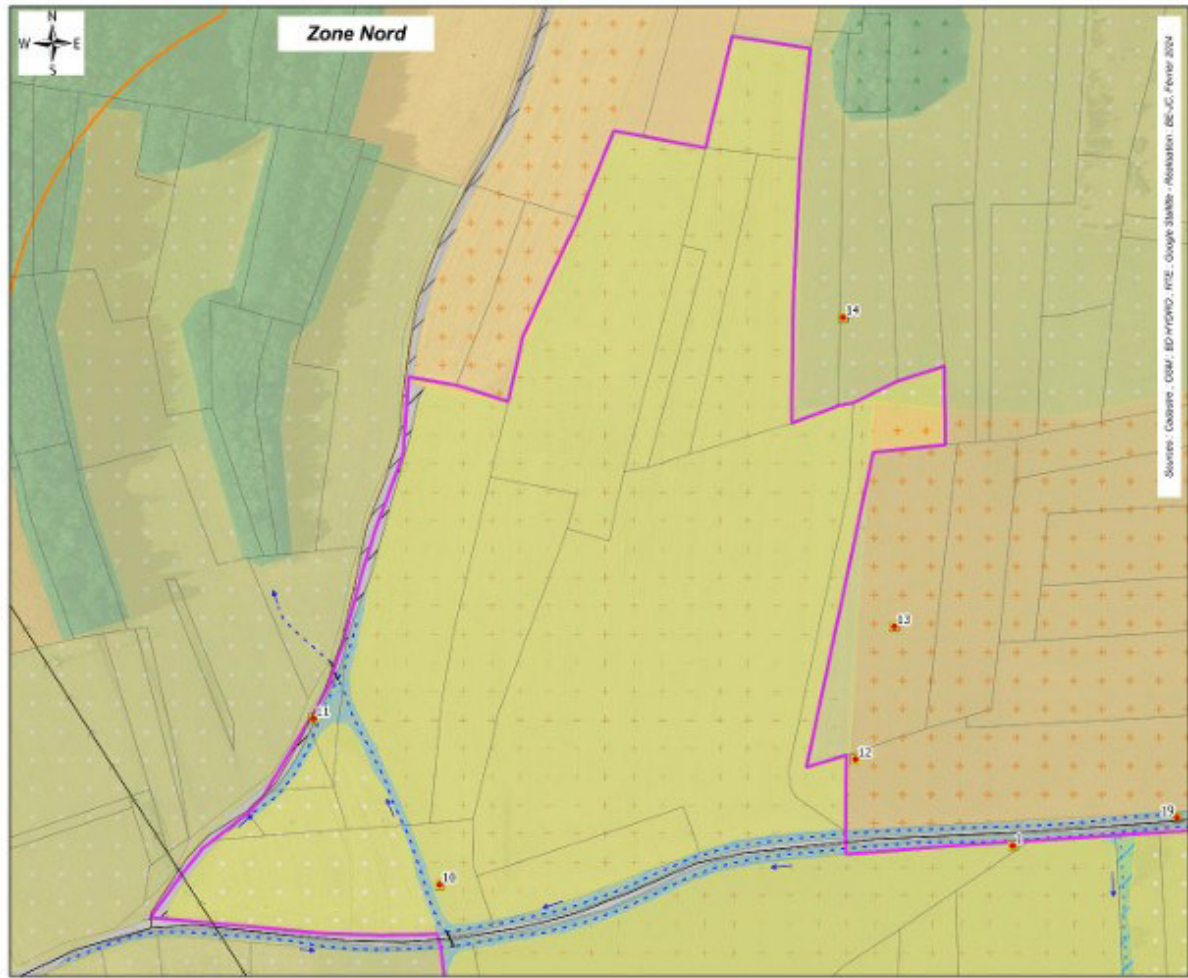 N
W E
S
Zone Nord
14
13
11
12
19
10
Sources : Cadastre , OSM , BD HYDRO , RTE , Google Satellite - Réalisation : BE-JC, Février 2024